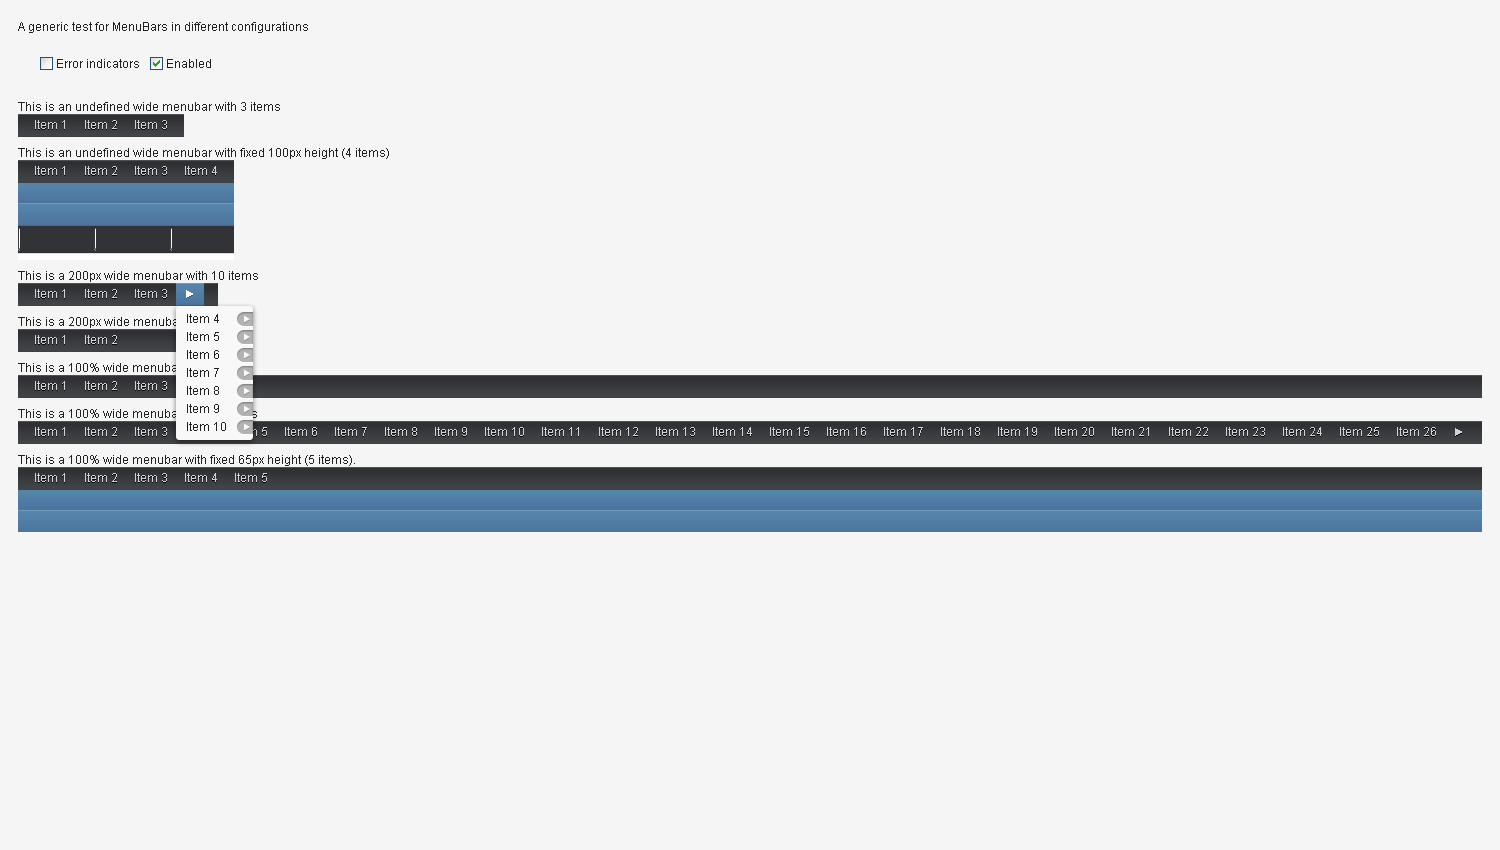 A generic test for MenuBars in different configurations
Error indicators Enabled
This is an undefined wide menubar with 3 items
Item 1 Item 2 Item 3
This is an undefined wide menubar with fixed 100px height (4 items)
Item 1 Item 2 Item 3 Item 4
This is a 200px wide menubar with 10 items
Item 1 Item 2 Item 3
Item 4
This is a 200px wide
Item 5
Item 1 Item 2
Item 6
This is a 100% wide
Item 7
Item 1 Item 2 Item 3
Item 8
This is a 100% wide
Item 9
Item 10
Item 1 Item 2 Item 3 5 Item 6 Item 7 Item 8 Item 9 Item 10 Item 11 Item 12 Item 13 Item 14 Item 15 Item 16 Item 17 Item 18 Item 19 Item 20 Item 21 Item 22 Item 23 Item 24 Item 25 Item 26
This is a 100% wide menubar with fixed 65px height (5 items).
Item 1 Item 2 Item 3 Item 4 Item 5